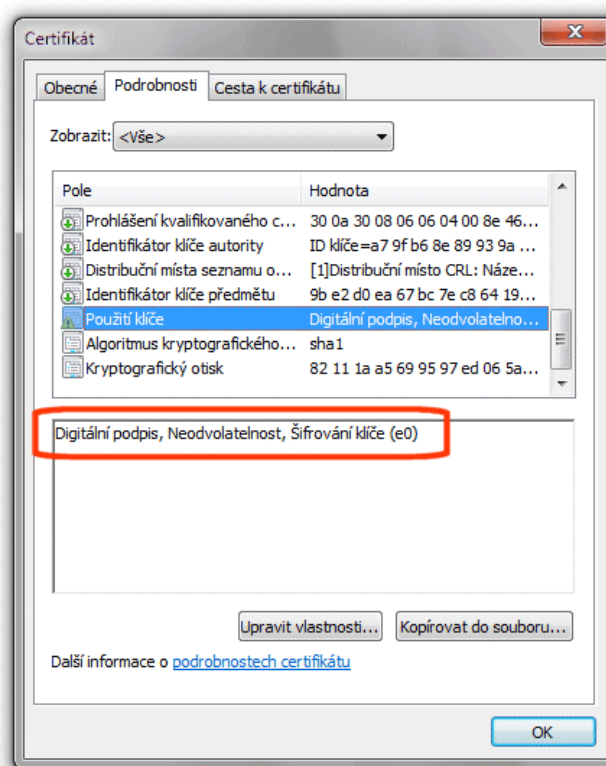 Certifikát
Obecné Podrobnosti Cesta k certifikátu
Zobrazit: <Vše>
Pole Hodnota
Prohlášení kvalifikovaného c... 30 0a 30 08 06 06 04 00 8e 46...
Identifikátor klíče autority ID klíče=a7 9f b6 8e 89 93 9a ...
Distribuční místa seznamu o... [1]Distribuční místo CRL: Náze...
Identifikátor klíče předmětu 9b e2 d0 ea 67 bc 7e c8 64 19...
Použití klíče Digitální podpis, Neodvolatelno...
Algoritmus kryptografického... sha1
Kryptografický otisk 82 11 1a a5 69 95 97 ed 06 5a...
Digitální podpis, Neodvolatelnost, Šifrování klíče (e0)
Upravit vlastnosti... Kopírovat do souboru...
Další informace o podrobnostech certifikátu
OK